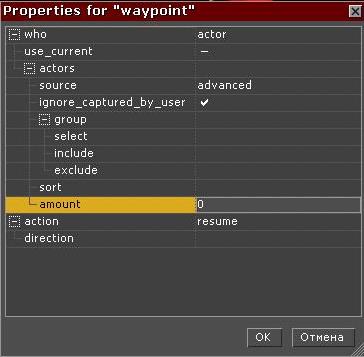 Properties for "waypoint"
who actor
use_current –
actors
source advanced
ignore_captured_by_user ✔
group
select
include
exclude
sort
amount 0
action resume
direction
OK Отмена